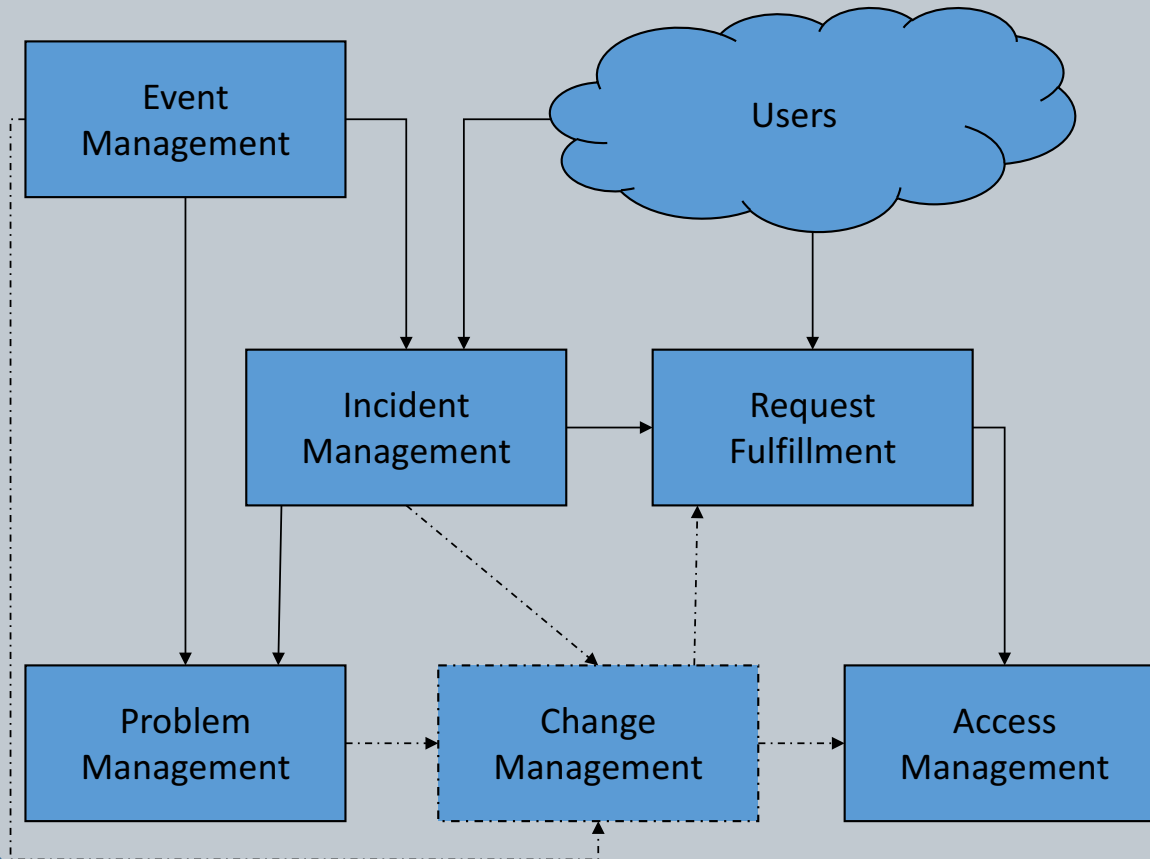 Event
Management
Users
Incident
Management
Request
Fulfillment
Problem
Management
Change
Management
Access
Management